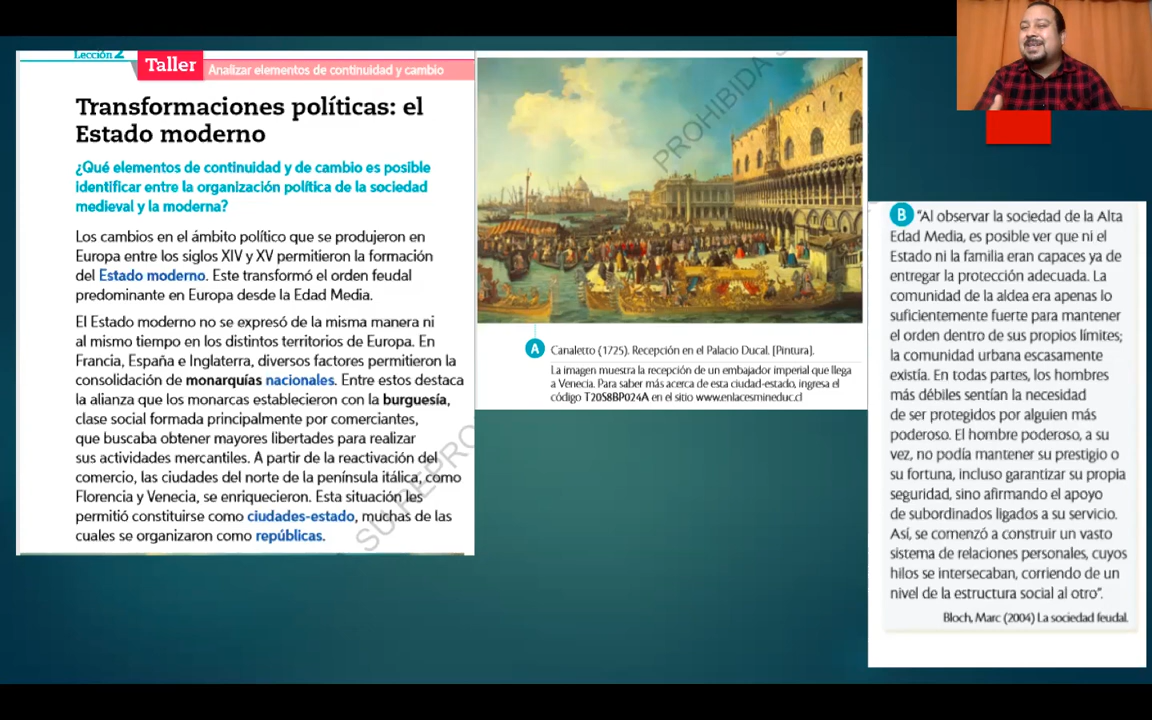 Lección 2
Taller
Analizar elementos de continuidad y cambio
Transformaciones políticas: el
Estado moderno
¿Qué elementos de continuidad y de cambio es posible
identificar entre la organización política de la sociedad
medieval y la moderna?
Los cambios en el ámbito político que se produjeron en
Europa entre los siglos XIV y XV permitieron la formación
del Estado moderno. Este transformó el orden feudal
predominante en Europa desde la Edad Media.
El Estado moderno no se expresó de la misma manera ni
al mismo tiempo en los distintos territorios de Europa. En
Francia, España e Inglaterra, diversos factores permitieron la
consolidación de monarquías nacionales. Entre estos destaca
la alianza que los monarcas establecieron con la burguesía,
clase social formada principalmente por comerciantes,
que buscaba obtener mayores libertades para realizar
sus actividades mercantiles. A partir de la reactivación del
comercio, las ciudades del norte de la península itálica, como
Florencia y Venecia, se enriquecieron. Esta situación les
permitió constituirse como ciudades-estado, muchas de las
cuales se organizaron como repúblicas.
SU REPRO
PROHIBIDA S
A Canaletto (1725). Recepción en el Palacio Ducal. [Pintura].
La imagen muestra la recepción de un embajador imperial que llega
a Venecia. Para saber más acerca de esta ciudad-estado, ingresa el
código T20S8BP024A en el sitio www.enlacesmineduc.cl
B "Al observar la sociedad de la Alta
Edad Media, es posible ver que ni el
Estado ni la familia eran capaces ya de
entregar la protección adecuada. La
comunidad de la aldea era apenas lo
suficientemente fuerte para mantener
el orden dentro de sus propios límites;
la comunidad urbana escasamente
existía. En todas partes, los hombres
más débiles sentían la necesidad
de ser protegidos por alguien más
poderoso. El hombre poderoso, a su
vez, no podía mantener su prestigio o
su fortuna, incluso garantizar su propia
seguridad, sino afirmando el apoyo
de subordinados ligados a su servicio.
Así, se comenzó a construir un vasto
sistema de relaciones personales, cuyos
hilos se intersecaban, corriendo de un
nivel de la estructura social al otro".
Bloch, Marc (2004) La sociedad feudal.